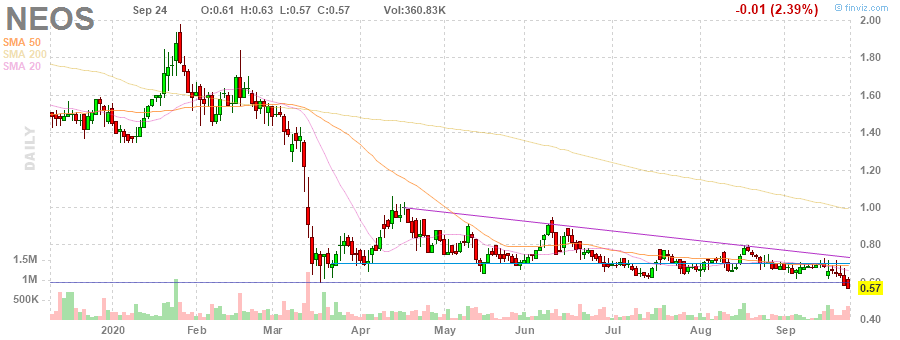 NEOS Sep 24 O:0.61 H:0.63 L:0.57 C:0.57 Vol:360.83K -0.01 (2.39%) © finviz.com
SMA 50
SMA 200
SMA 20
DAILY
2.00
1.80
1.60
1.40
1.20
1.00
0.80
0.60
0.57
0.40
1.5M
1M
500K
2020 Feb Mar Apr May Jun Jul Aug Sep